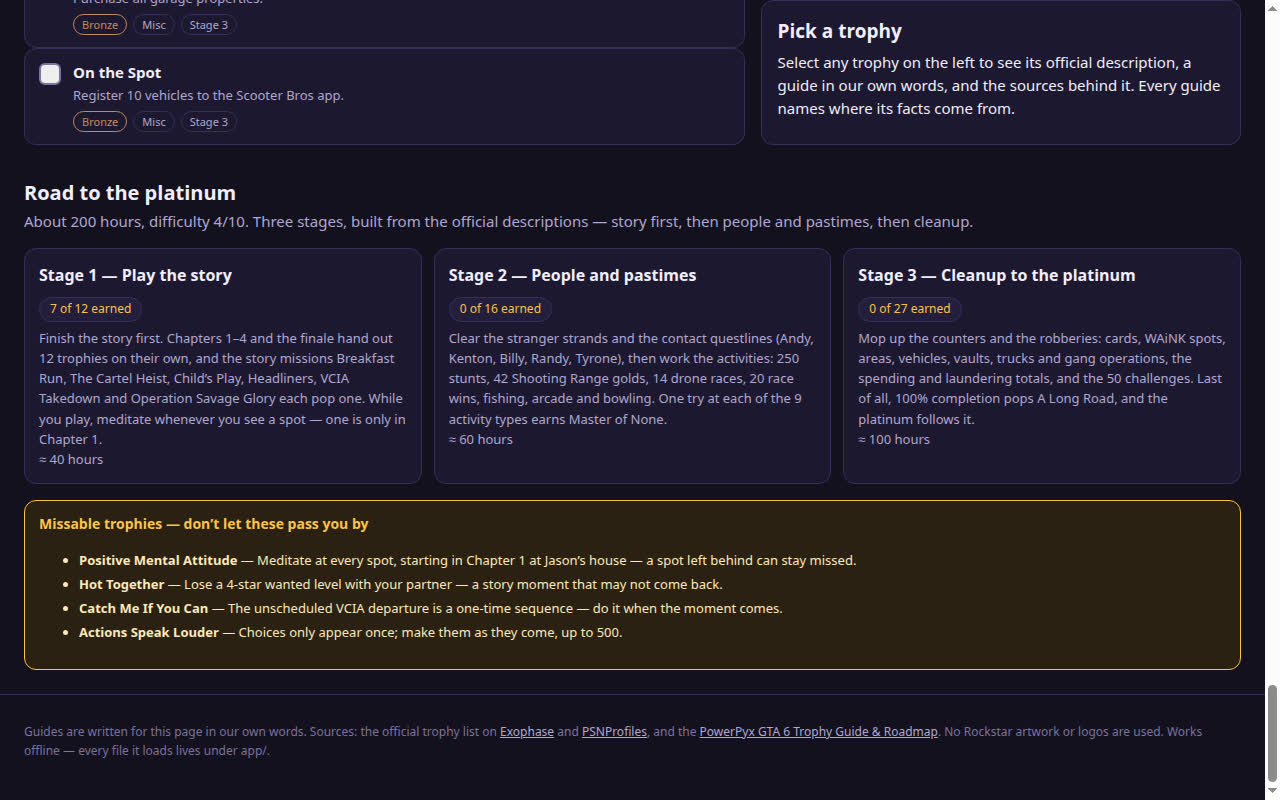 Purchase all garage properties.
Bronze Misc Stage 3
On the Spot
Register 10 vehicles to the Scooter Bros app.
Bronze Misc Stage 3
Pick a trophy
Select any trophy on the left to see its official description, a
guide in our own words, and the sources behind it. Every guide
names where its facts come from.
Road to the platinum
About 200 hours, difficulty 4/10. Three stages, built from the official descriptions — story first, then people and pastimes, then cleanup.
Stage 1 — Play the story
7 of 12 earned
Finish the story first. Chapters 1–4 and the finale hand out
12 trophies on their own, and the story missions Breakfast
Run, The Cartel Heist, Child’s Play, Headliners, VCIA
Takedown and Operation Savage Glory each pop one. While
you play, meditate whenever you see a spot — one is only in
Chapter 1.
≈ 40 hours
Stage 2 — People and pastimes
0 of 16 earned
Clear the stranger strands and the contact questlines (Andy,
Kenton, Billy, Randy, Tyrone), then work the activities: 250
stunts, 42 Shooting Range golds, 14 drone races, 20 race
wins, fishing, arcade and bowling. One try at each of the 9
activity types earns Master of None.
≈ 60 hours
Stage 3 — Cleanup to the platinum
0 of 27 earned
Mop up the counters and the robberies: cards, WAiNK spots,
areas, vehicles, vaults, trucks and gang operations, the
spending and laundering totals, and the 50 challenges. Last
of all, 100% completion pops A Long Road, and the
platinum follows it.
≈ 100 hours
Missable trophies — don’t let these pass you by
• Positive Mental Attitude — Meditate at every spot, starting in Chapter 1 at Jason’s house — a spot left behind can stay missed.
• Hot Together — Lose a 4-star wanted level with your partner — a story moment that may not come back.
• Catch Me If You Can — The unscheduled VCIA departure is a one-time sequence — do it when the moment comes.
• Actions Speak Louder — Choices only appear once; make them as they come, up to 500.
Guides are written for this page in our own words. Sources: the official trophy list on Exophase and PSNProfiles, and the PowerPyx GTA 6 Trophy Guide & Roadmap. No Rockstar artwork or logos are used. Works
offline — every file it loads lives under app/.